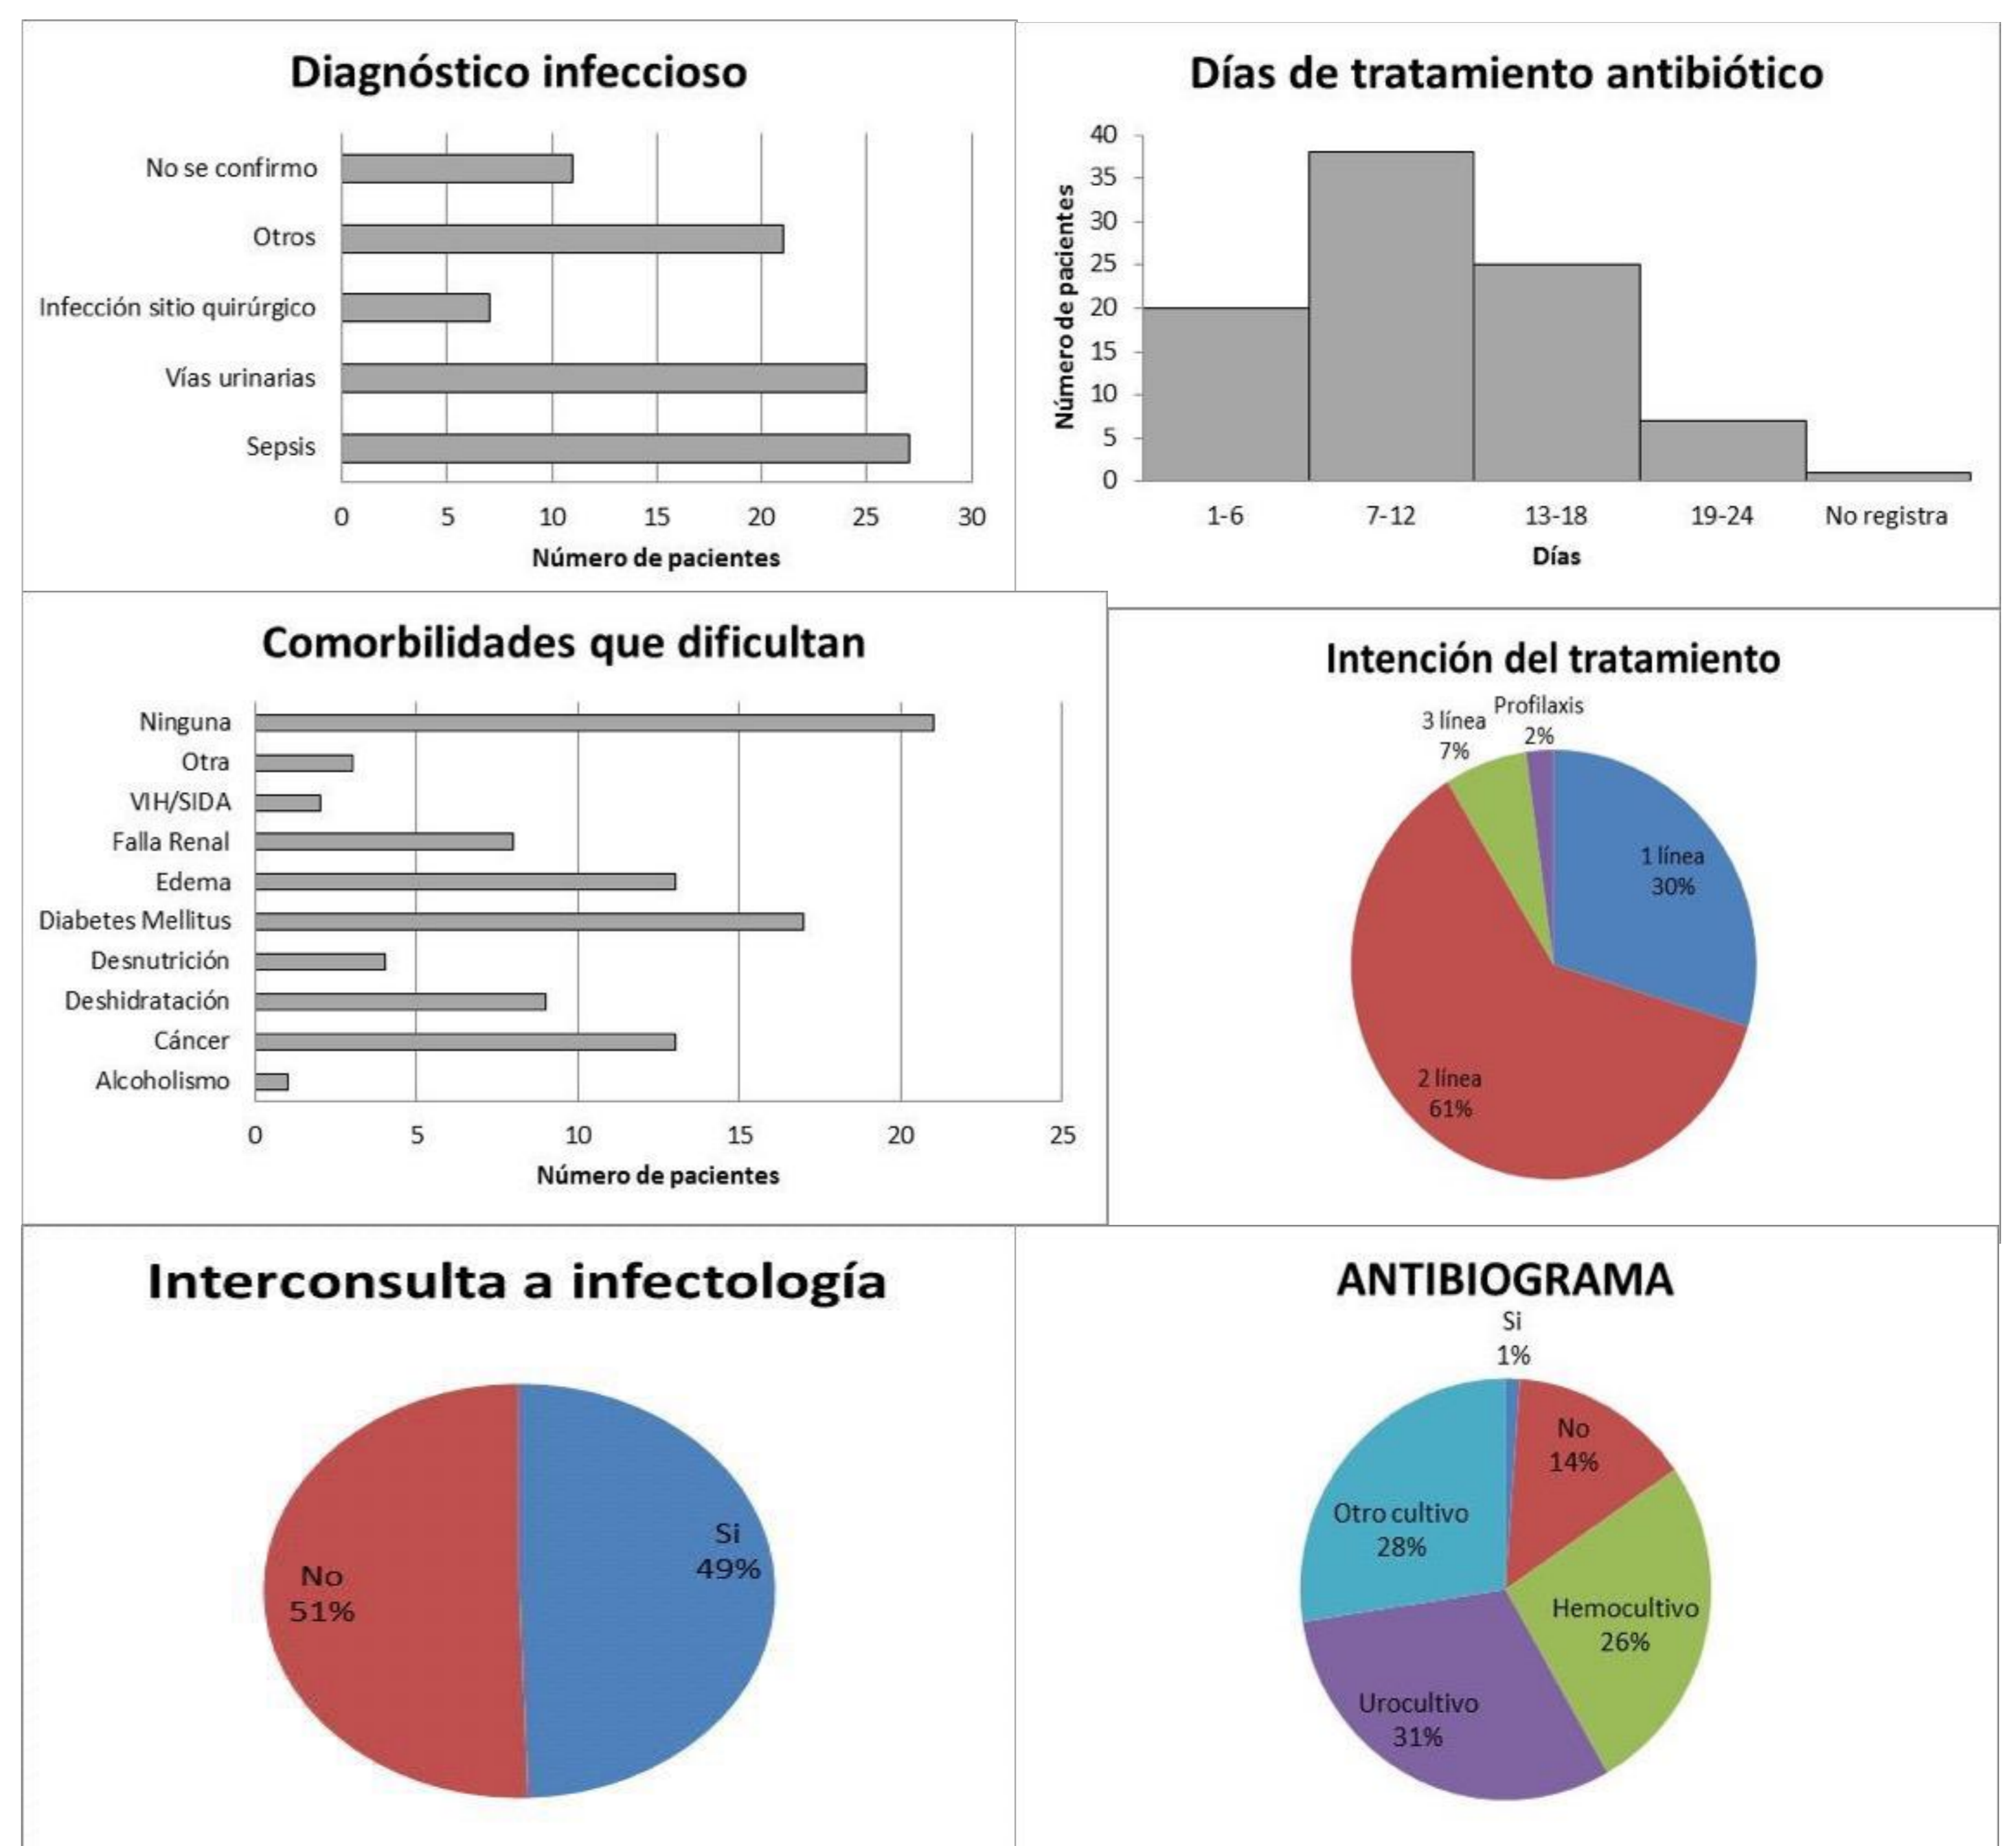 Diagnóstico infeccioso
No se confirmo
Otros
Infección sitio quirúrgico
Vías urinarias
Sepsis
0 5 10 15 20 25 30
Número de pacientes
Días de tratamiento antibiótico
Número de pacientes
40
35
30
25
20
15
10
5
0
1-6 7-12 13-18 19-24 No registra
Días
Comorbilidades que dificultan
Ninguna
Otra
VIH/SIDA
Falla Renal
Edema
Diabetes Mellitus
Desnutrición
Deshidratación
Cáncer
Alcoholismo
0 5 10 15 20 25
Número de pacientes
Intención del tratamiento
Profilaxis
2%
3 línea
7%
1 línea
30%
2 línea
61%
Interconsulta a infectología
Si
49%
No
51%
ANTIBIOGRAMA
Si
1%
No
14%
Otro cultivo
28%
Hemocultivo
26%
Urocultivo
31%